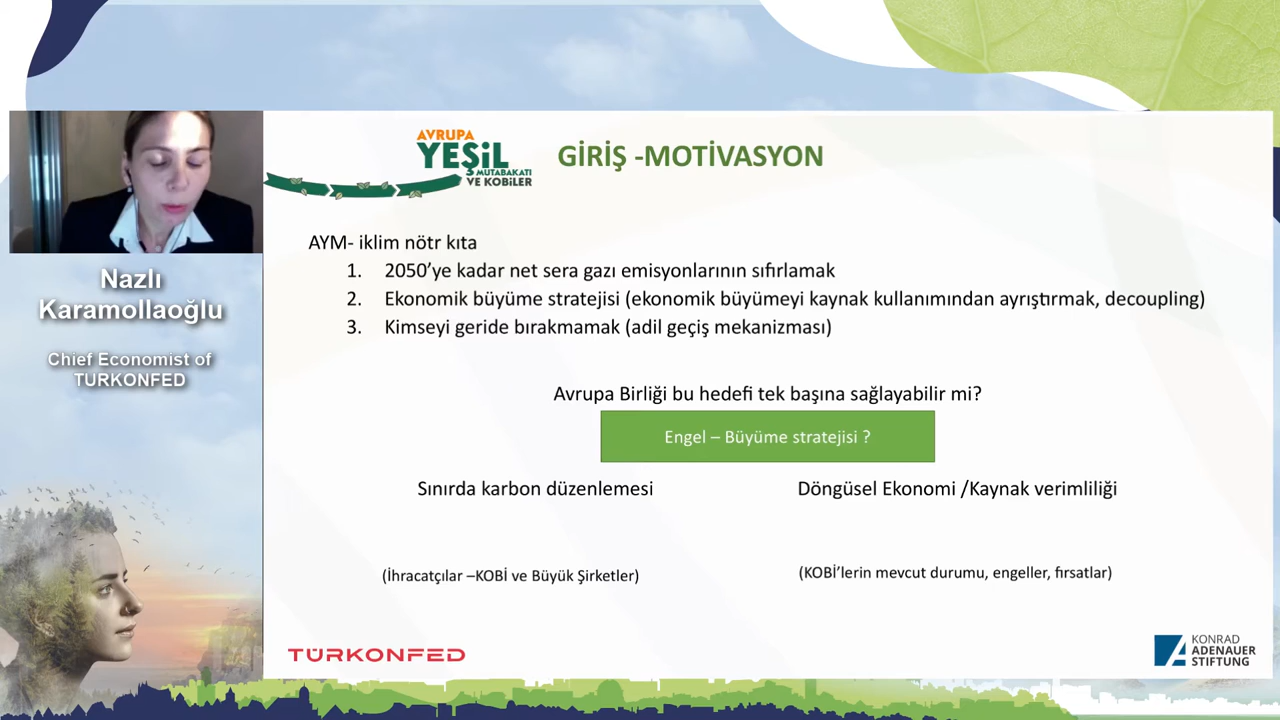 AVRUPA
YEŞİL
MUTABAKATI
VE KOBİLER
GİRİŞ -MOTİVASYON
AYM- iklim nötr kıta
1. 2050’ye kadar net sera gazı emisyonlarının sıfırlamak
2. Ekonomik büyüme stratejisi (ekonomik büyümeyi kaynak kullanımından ayrıştırmak, decoupling)
3. Kimseyi geride bırakmamak (adil geçiş mekanizması)
Avrupa Birliği bu hedefi tek başına sağlayabilir mi?
Engel – Büyüme stratejisi ?
Sınırda karbon düzenlemesi
Döngüsel Ekonomi /Kaynak verimliliği
(İhracatçılar –KOBİ ve Büyük Şirketler)
(KOBİ’lerin mevcut durumu, engeller, fırsatlar)
Nazlı
Karamollaoğlu
Chief Economist of
TURKONFED
TÜRKONFED
KONRAD
ADENAUER
STIFTUNG